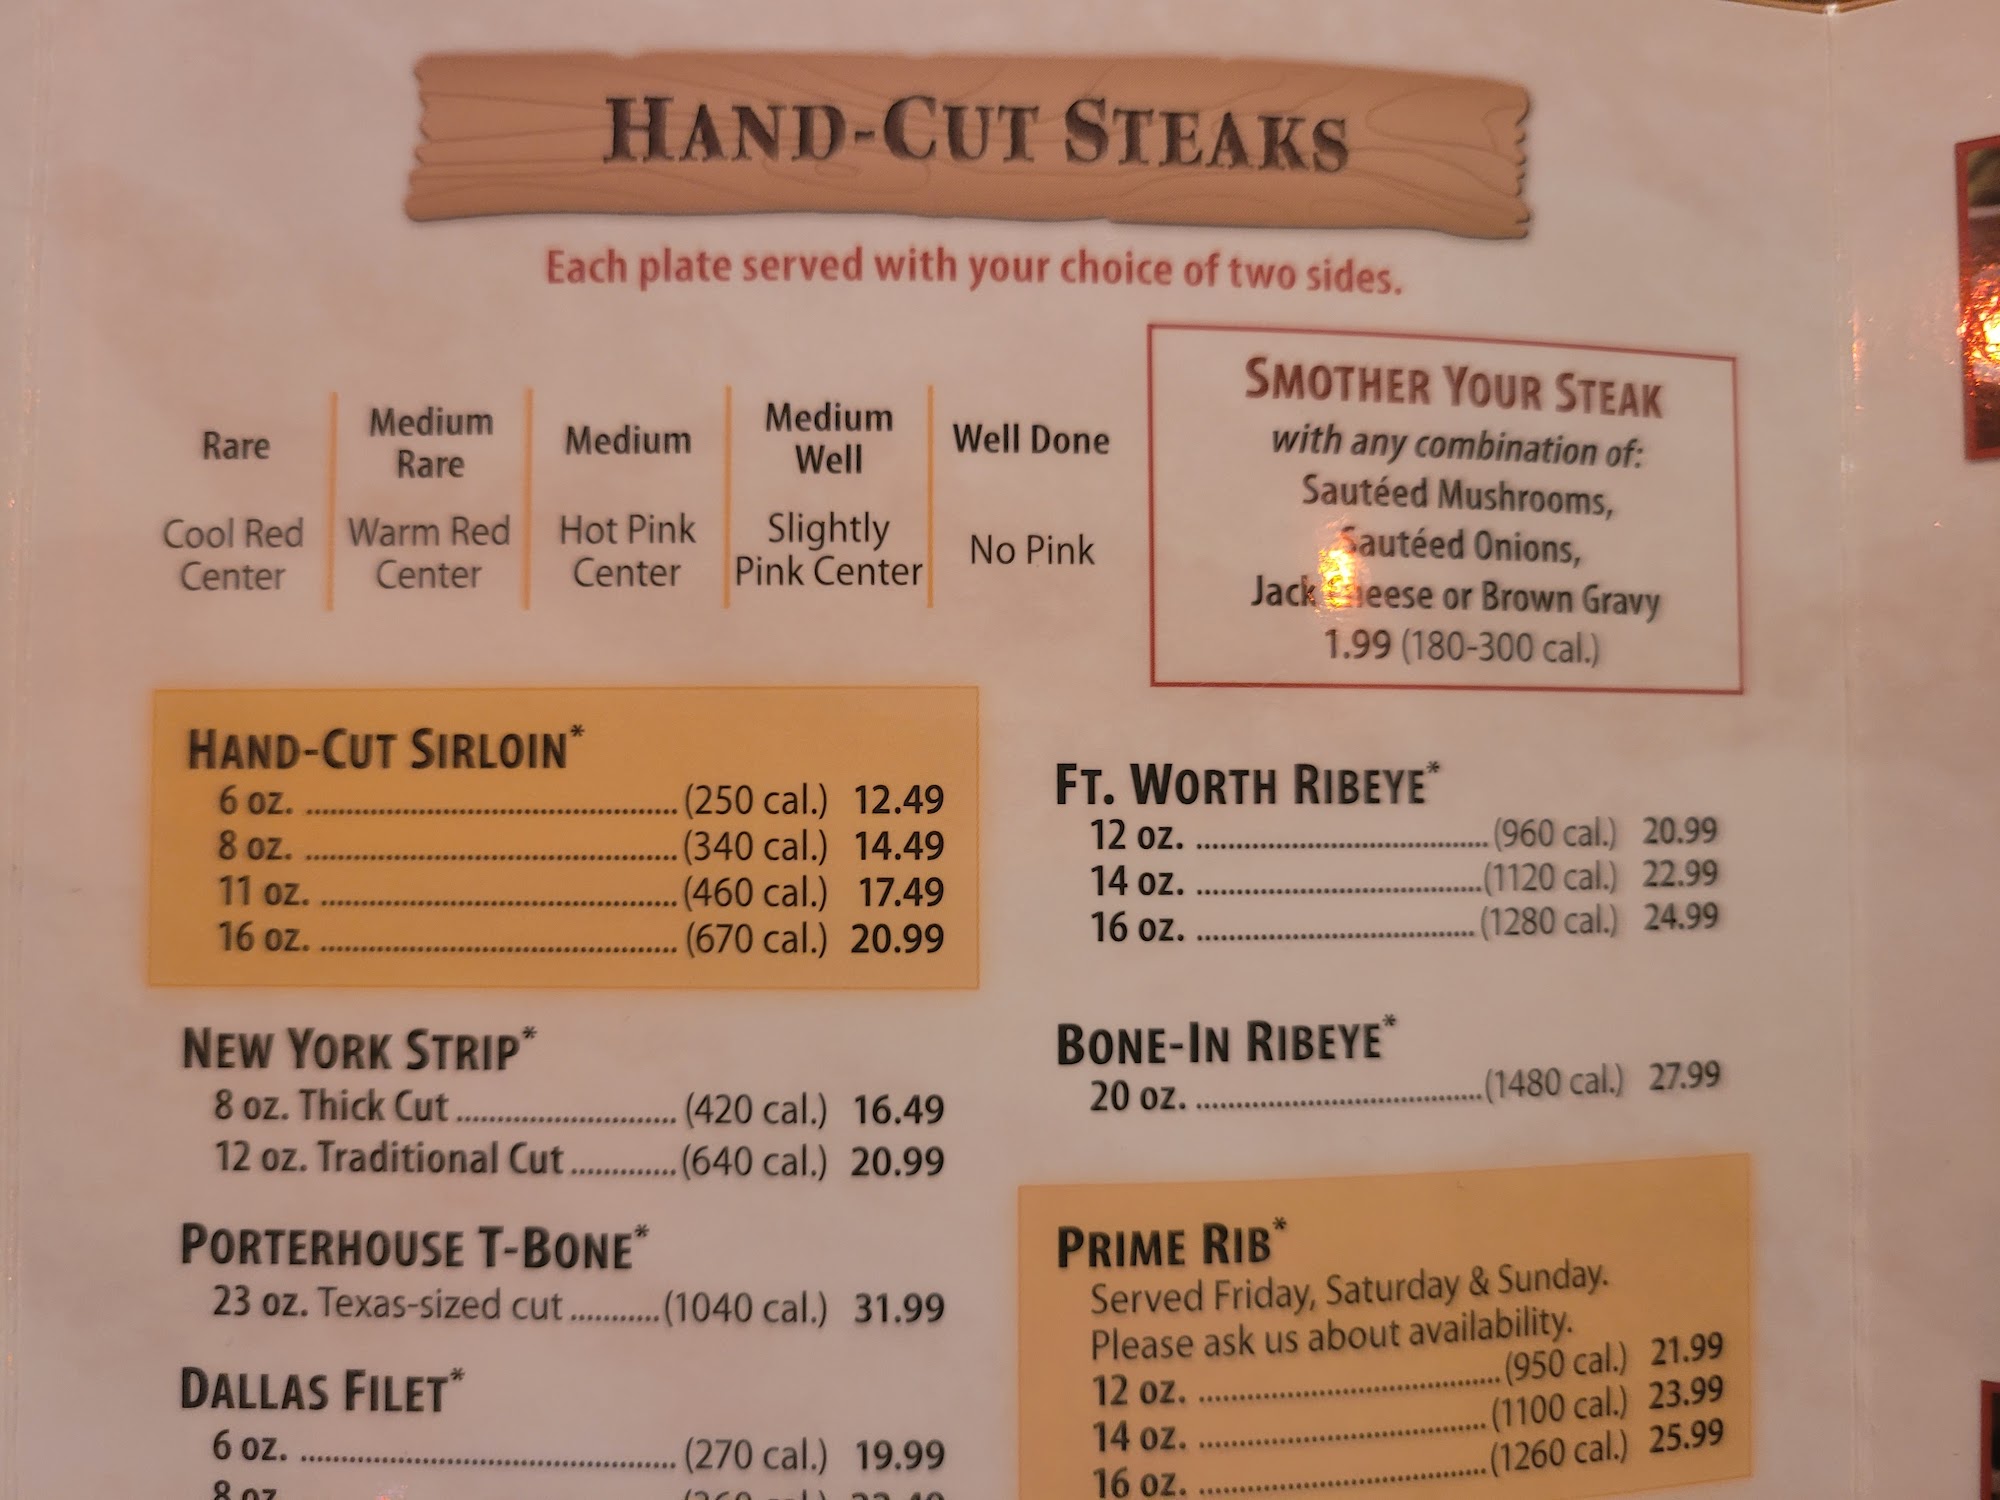 HAND-CUT STEAKS
Each plate served with your choice of two sides.
Rare
Cool Red
Center
Medium
Rare
Warm Red
Center
Medium
Hot Pink
Center
Medium
Well
Slightly
Pink Center
Well Done
No Pink
SMOTHER YOUR STEAK
with any combination of:
Sautéed Mushrooms,
Sautéed Onions,
Jack Cheese or Brown Gravy
1.99 (180-300 cal.)
HAND-CUT SIRLOIN*
6 oz. (250 cal.) 12.49
8 oz. (340 cal.) 14.49
11 oz. (460 cal.) 17.49
16 oz. (670 cal.) 20.99
NEW YORK STRIP*
8 oz. Thick Cut (420 cal.) 16.49
12 oz. Traditional Cut (640 cal.) 20.99
PORTERHOUSE T-BONE*
23 oz. Texas-sized cut (1040 cal.) 31.99
DALLAS FILET*
6 oz. (270 cal.) 19.99
8 oz.
FT. WORTH RIBEYE*
12 oz. (960 cal.) 20.99
14 oz. (1120 cal.) 22.99
16 oz. (1280 cal.) 24.99
BONE-IN RIBEYE*
20 oz. (1480 cal.) 27.99
PRIME RIB*
Served Friday, Saturday & Sunday.
Please ask us about availability.
12 oz. (950 cal.) 21.99
14 oz. (1100 cal.) 23.99
16 oz. (1260 cal.) 25.99